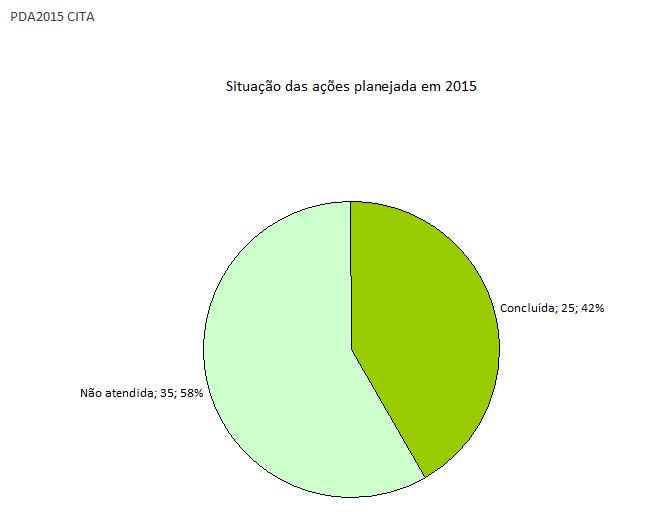 PDA2015 CITA
Situação das ações planejada em 2015
Concluída; 25; 42%
Não atendida; 35; 58%